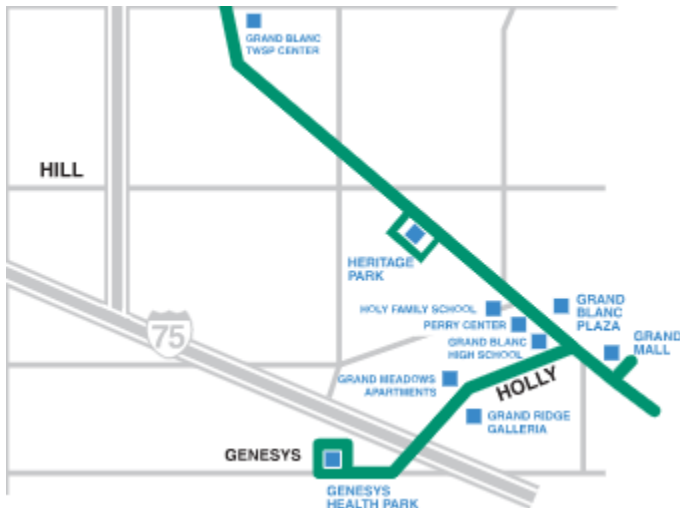 GRAND BLANC
TWSP CENTER
HILL
HERITAGE
PARK
HOLY FAMILY SCHOOL
PERRY CENTER
GRAND BLANC
HIGH SCHOOL
GRAND
BLANC
PLAZA
GRAND
MALL
75
GRAND MEADOWS
APARTMENTS
HOLLY
GRAND RIDGE
GALLERIA
GENESYS
GENESYS
HEALTH PARK